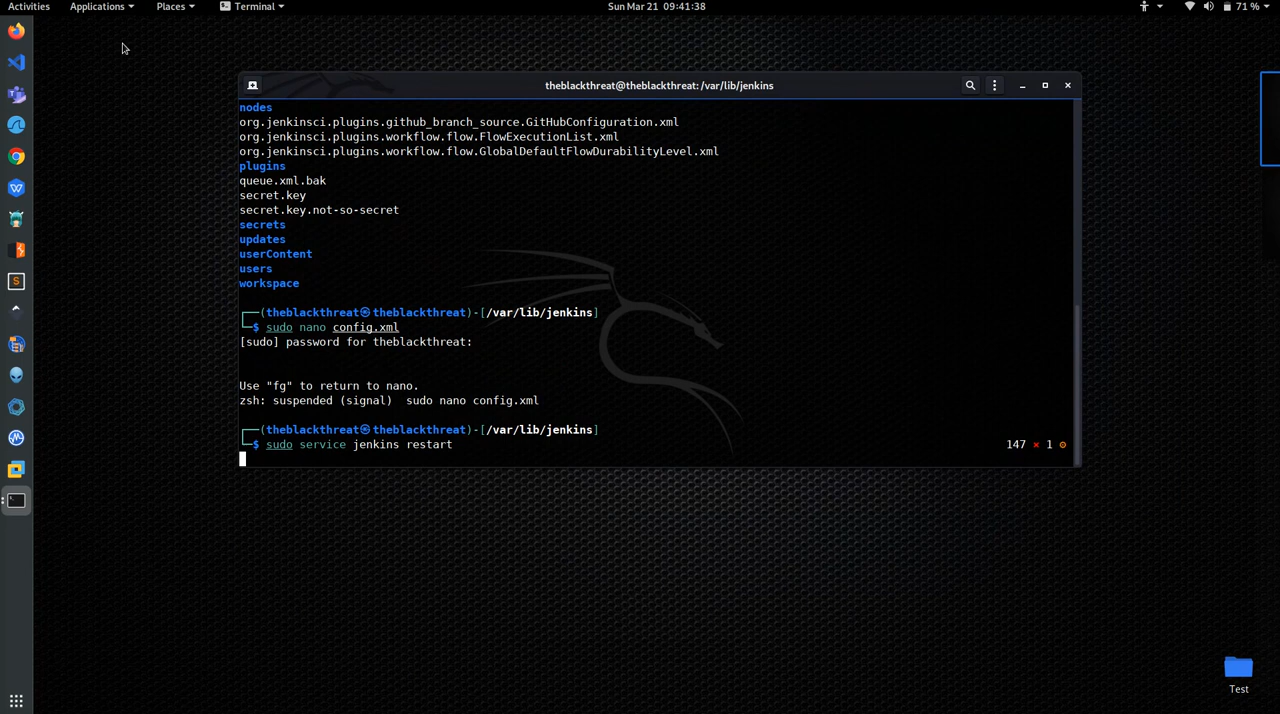 Activities Applications Places Terminal Sun Mar 21 09:41:38 71 %
theblackthreat@theblackthreat: /var/lib/jenkins
nodes
org.jenkinsci.plugins.github_branch_source.GitHubConfiguration.xml
org.jenkinsci.plugins.workflow.flow.FlowExecutionList.xml
org.jenkinsci.plugins.workflow.flow.GlobalDefaultFlowDurabilityLevel.xml
plugins
queue.xml.bak
secret.key
secret.key.not-so-secret
secrets
updates
userContent
users
workspace
┌──(theblackthreat㉿theblackthreat)-[/var/lib/jenkins]
└─$ sudo nano config.xml
[sudo] password for theblackthreat:
Use "fg" to return to nano.
zsh: suspended (signal)  sudo nano config.xml
┌──(theblackthreat㉿theblackthreat)-[/var/lib/jenkins]
└─$ sudo service jenkins restart 147 ⨯ 1 ⚙
Test